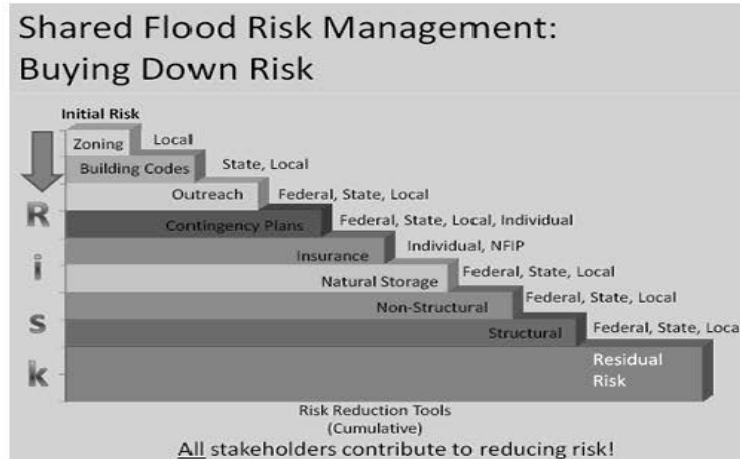 Shared Flood Risk Management:
Buying Down Risk
Initial Risk
Zoning Local
Building Codes State, Local
Outreach Federal, State, Local
Contingency Plans Federal, State, Local, Individual
Insurance Individual, NFIP
Natural Storage Federal, State, Local
Non-Structural Federal, State, Local
Structural Federal, State, Local
Residual
Risk
Risk
Risk Reduction Tools
(Cumulative)
All stakeholders contribute to reducing risk!